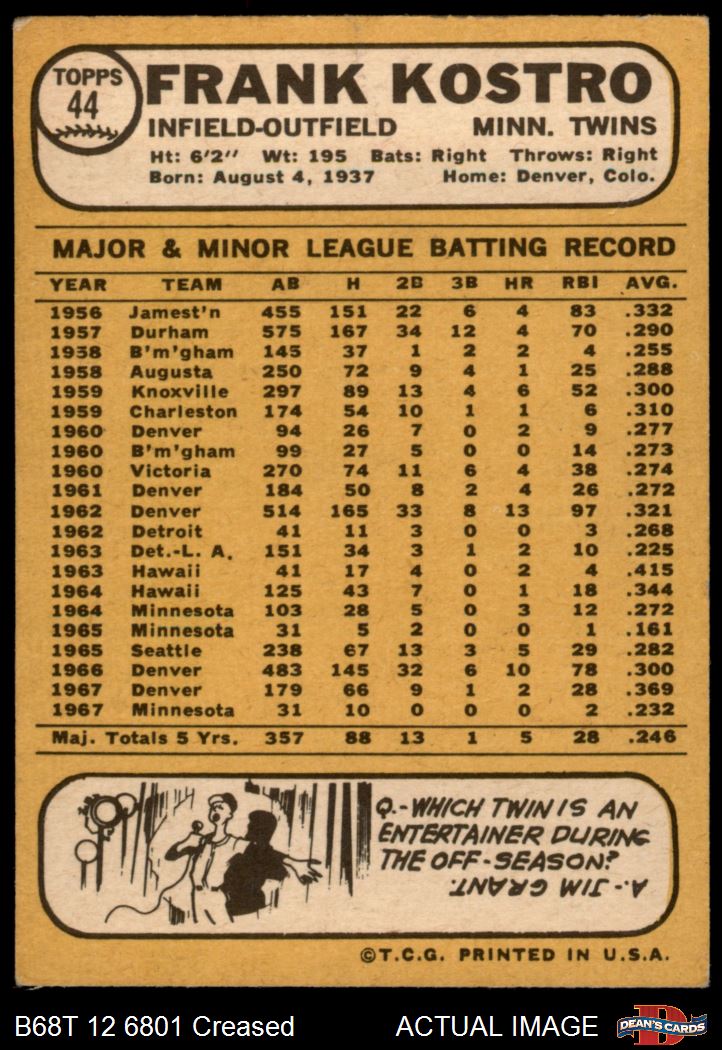 TOPPS
44
FRANK KOSTRO
INFIELD-OUTFIELD MINN. TWINS
Ht: 6'2" Wt: 195 Bats: Right Throws: Right
Born: August 4, 1937 Home: Denver, Colo.
MAJOR & MINOR LEAGUE BATTING RECORD
YEAR TEAM AB H 2B 3B HR RBI AVG.
1956 Jamest'n 455 151 22 6 4 83 .332
1957 Durham 575 167 34 12 4 70 .290
1958 B'm'gham 145 37 1 2 2 4 .255
1958 Augusta 250 72 9 4 1 25 .288
1959 Knoxville 297 89 13 4 6 52 .300
1959 Charleston 174 54 10 1 1 6 .310
1960 Denver 94 26 7 0 2 9 .277
1960 B'm'gham 99 27 5 0 0 14 .273
1960 Victoria 270 74 11 6 4 38 .274
1961 Denver 184 50 8 2 4 26 .272
1962 Denver 514 165 33 8 13 97 .321
1962 Detroit 41 11 3 0 0 3 .268
1963 Det.-L. A. 151 34 3 1 2 10 .225
1963 Hawaii 41 17 4 0 2 4 .415
1964 Hawaii 125 43 7 0 1 18 .344
1964 Minnesota 103 28 5 0 3 12 .272
1965 Minnesota 31 5 2 0 0 1 .161
1965 Seattle 238 67 13 3 5 29 .282
1966 Denver 483 145 32 6 10 78 .300
1967 Denver 179 66 9 1 2 28 .369
1967 Minnesota 31 10 0 0 0 2 .232
Maj. Totals 5 Yrs. 357 88 13 1 5 28 .246
Q.-WHICH TWIN IS AN
ENTERTAINER DURING
THE OFF-SEASON?
A.-JIM GRANT.
©T.C.G. PRINTED IN U.S.A.
B68T 12 6801 Creased ACTUAL IMAGE
D
DEAN'S CARDS